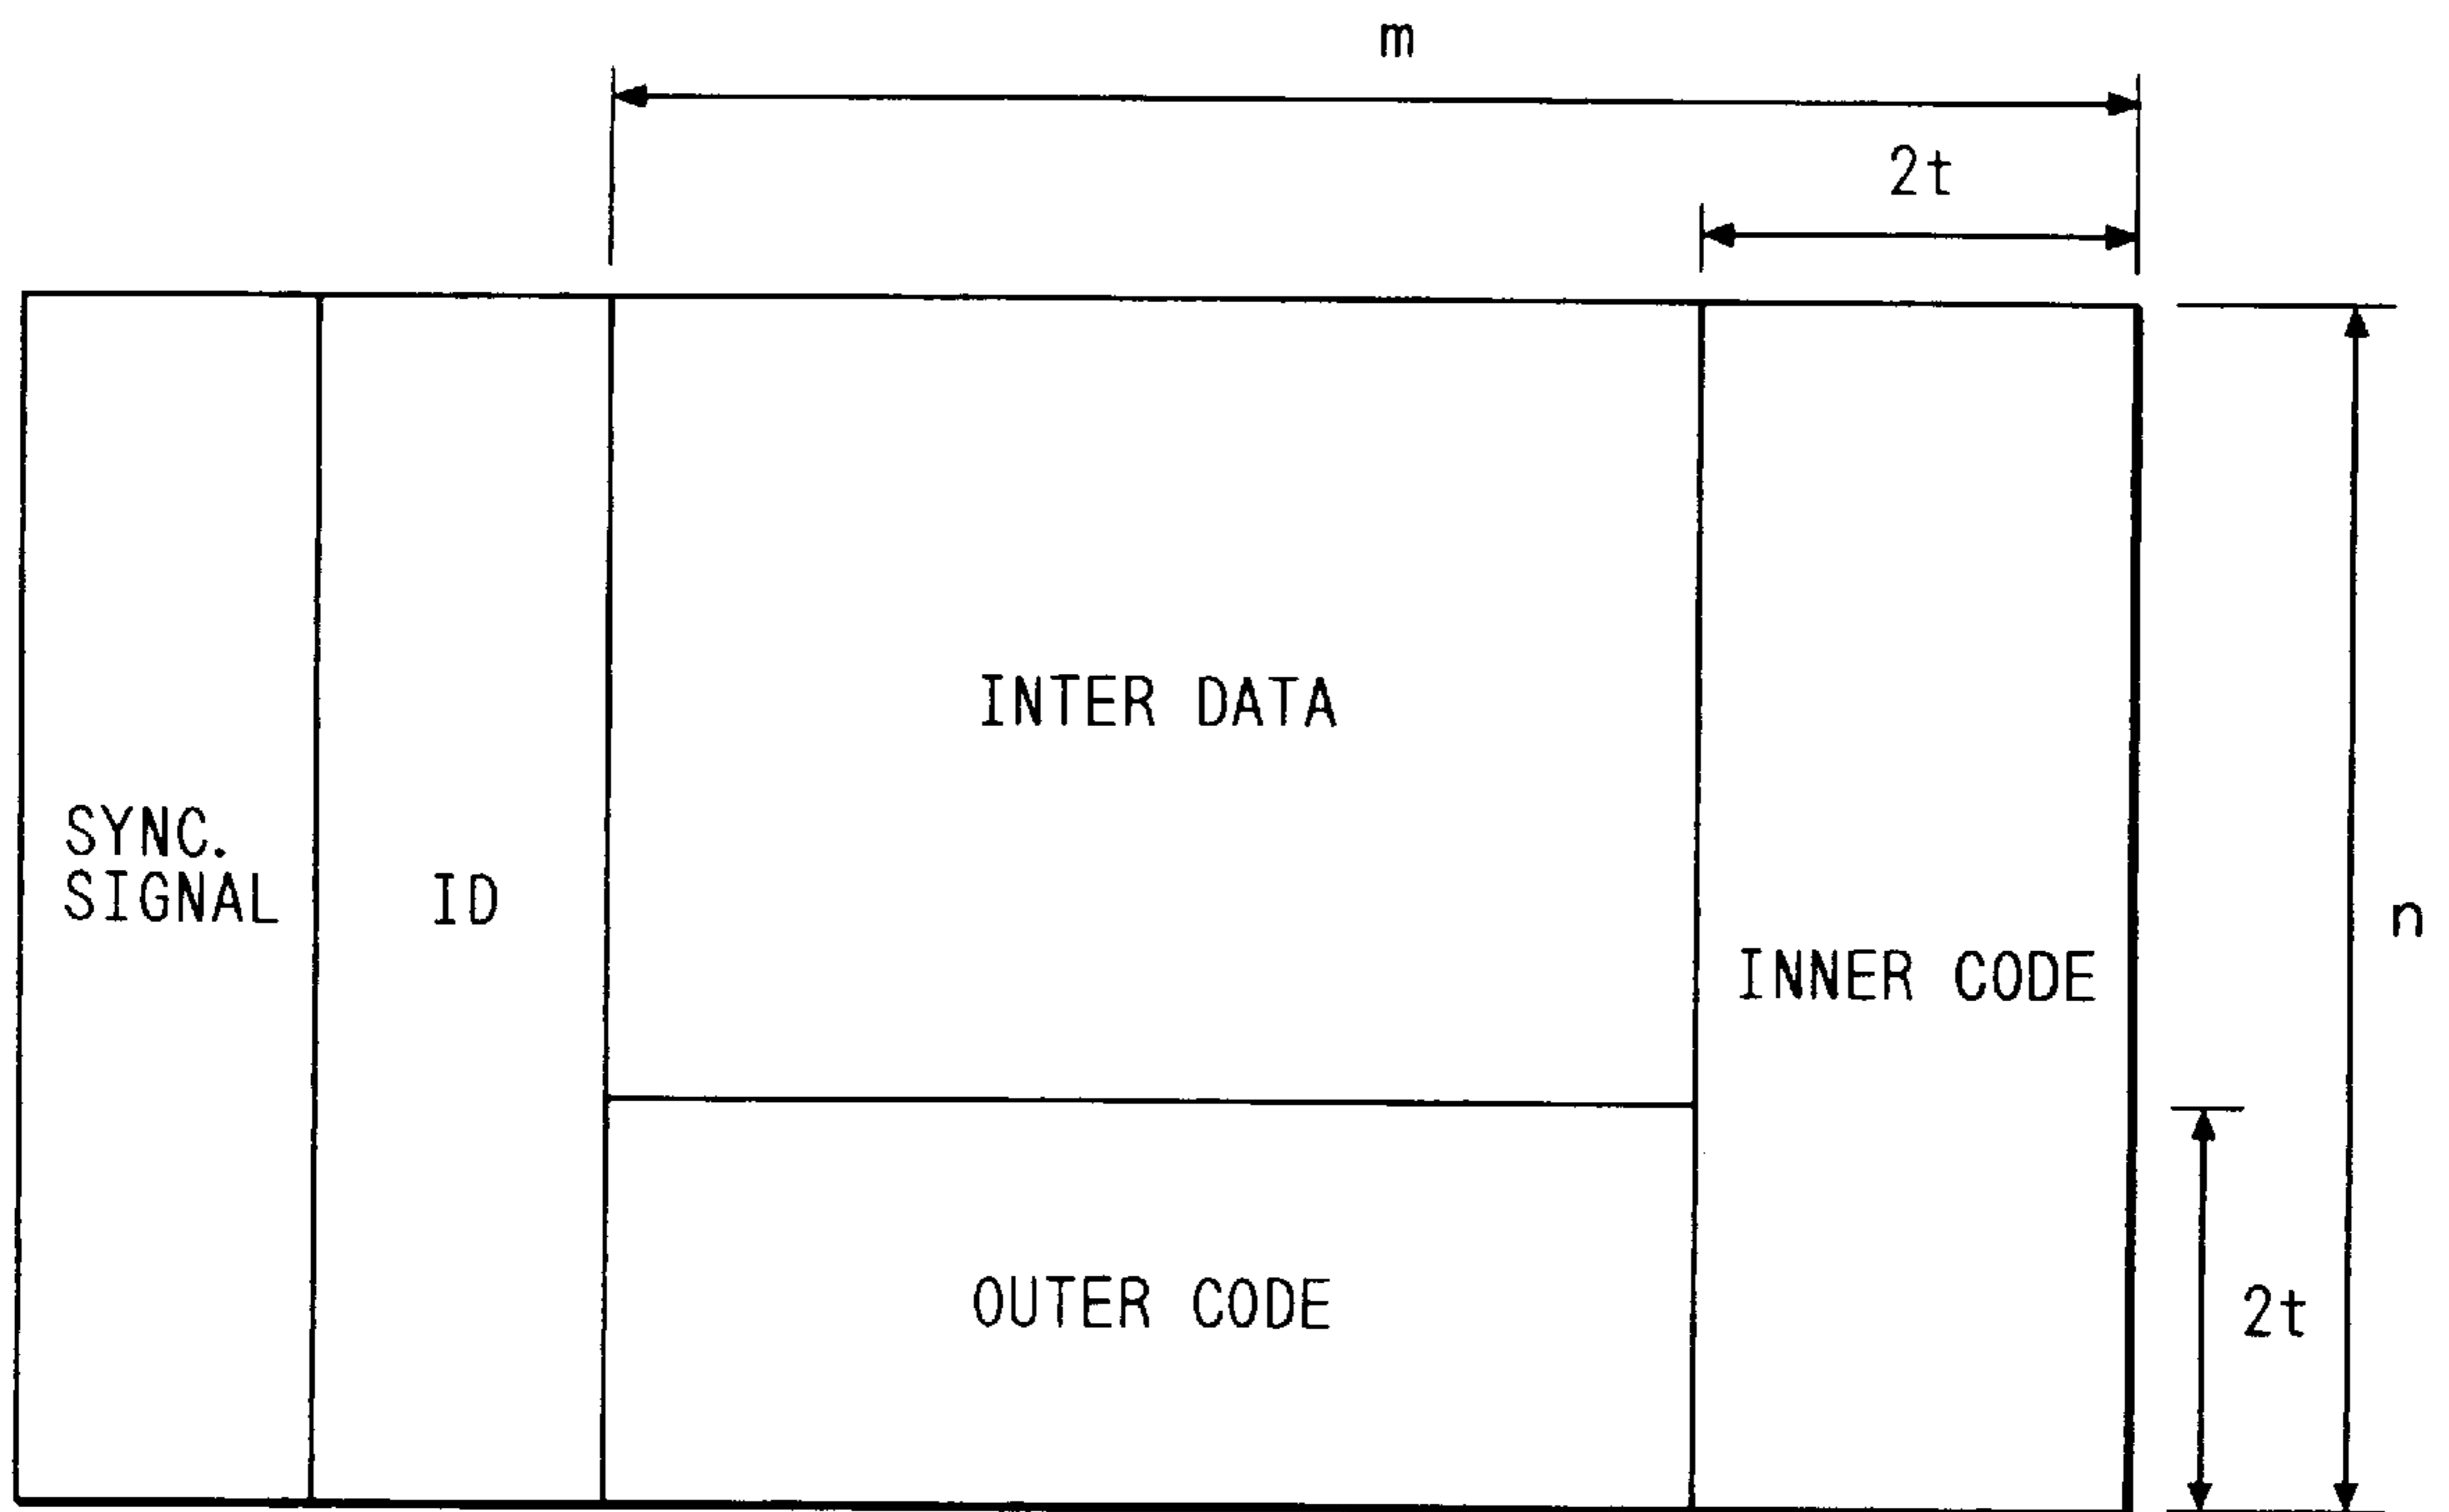 m
2t
INTER DATA
SYNC.
SIGNAL
ID
n
INNER CODE
OUTER CODE
2t